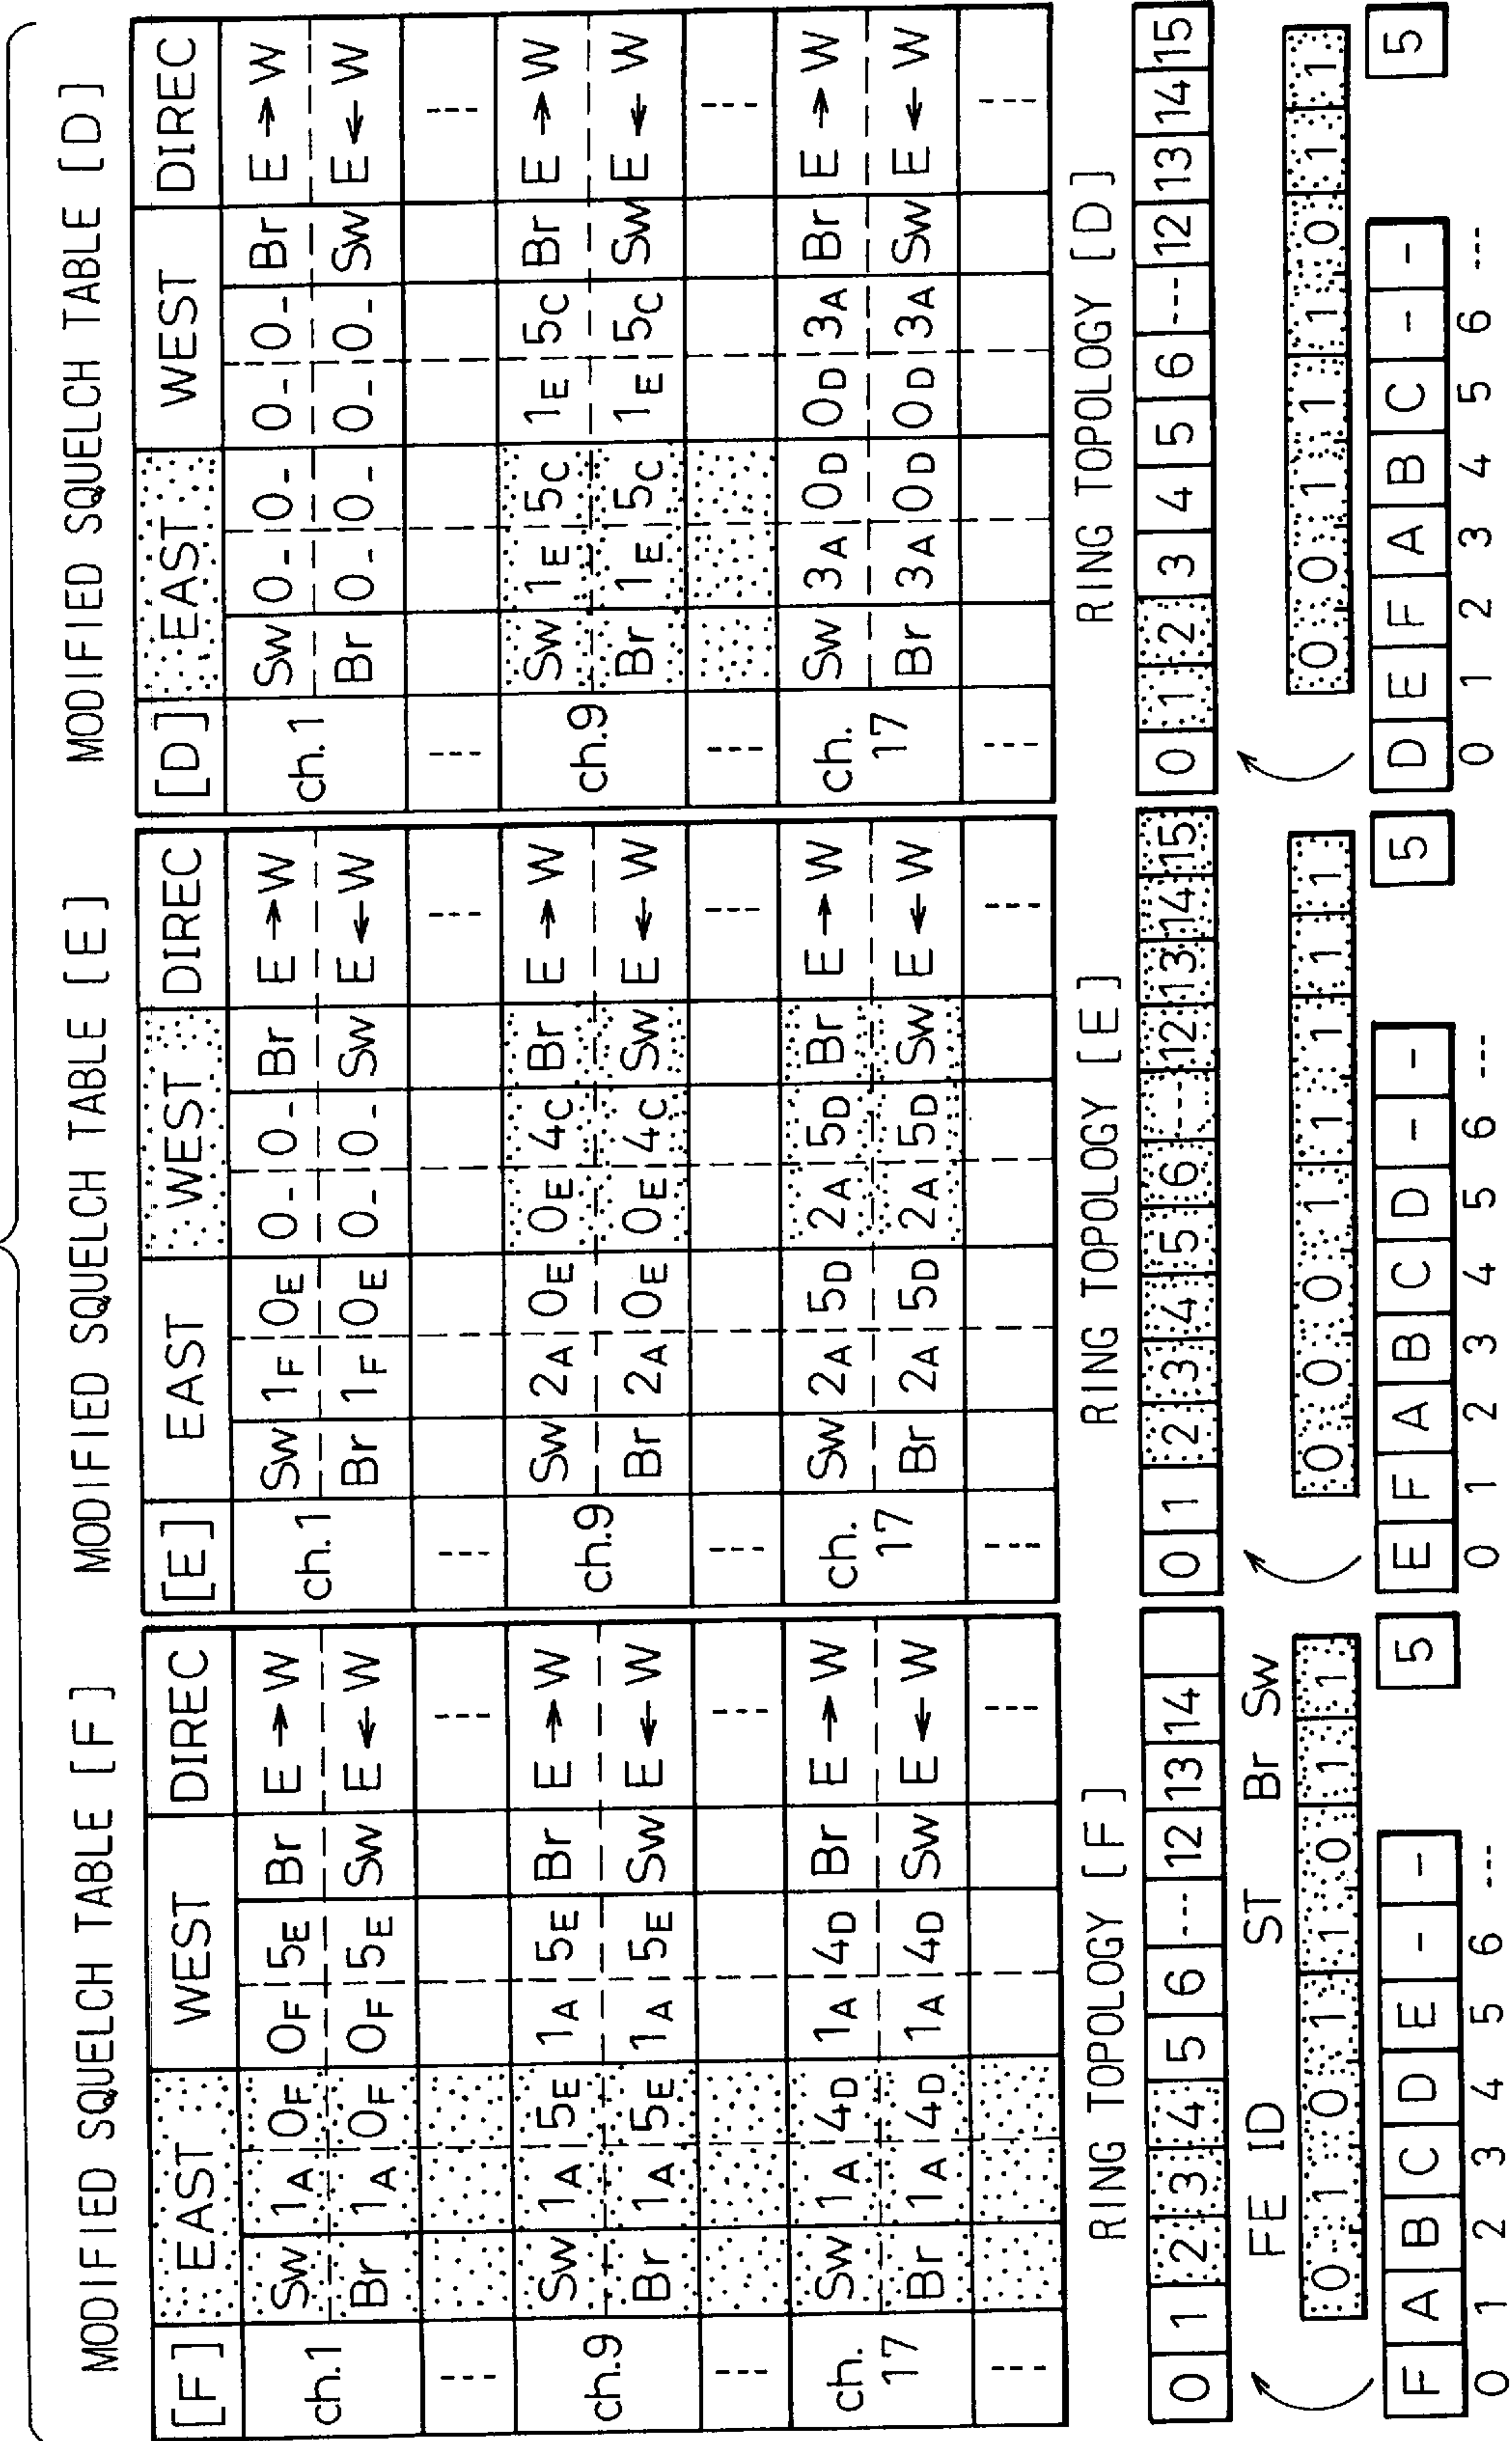 MODIFIED SQUELCH TABLE [F]
[F] EAST WEST DIREC
ch.1 Sw 1A 0F 0F 5E Br E→W
Br 1A 0F 0F 5E Sw E←W
--- ---
ch.9 Sw 1A 5E 1A 5E Br E→W
Br 1A 5E 1A 5E Sw E←W
--- ---
ch. 17 Sw 1A 4D 1A 4D Br E→W
Br 1A 4D 1A 4D Sw E←W
--- ---
RING TOPOLOGY [F]
0 1 2 3 4 5 6 --- 12 13 14
FE ID ST Br Sw
0 1 0 1 1 0 1 1
F A B C D E - - 5
0 1 2 3 4 5 6 ---
MODIFIED SQUELCH TABLE [E]
[E] EAST WEST DIREC
ch.1 Sw 1F 0E 0- 0- Br E→W
Br 1F 0E 0- 0- Sw E←W
--- ---
ch.9 Sw 2A 0E 0E 4C Br E→W
Br 2A 0E 0E 4C Sw E←W
--- ---
ch. 17 Sw 2A 5D 2A 5D Br E→W
Br 2A 5D 2A 5D Sw E←W
--- ---
RING TOPOLOGY [E]
0 1 2 3 4 5 6 --- 12 13 14 15
0 0 0 1 1 1 1 1
E F A B C D - - 5
0 1 2 3 4 5 6 ---
MODIFIED SQUELCH TABLE [D]
[D] EAST WEST DIREC
ch.1 Sw 0- 0- 0- 0- Br E→W
Br 0- 0- 0- 0- Sw E←W
--- ---
ch.9 Sw 1E 5C 1E 5C Br E→W
Br 1E 5C 1E 5C Sw E←W
--- ---
ch. 17 Sw 3A 0D 0D 3A Br E→W
Br 3A 0D 0D 3A Sw E←W
--- ---
RING TOPOLOGY [D]
0 1 2 3 4 5 6 --- 12 13 14 15
0 0 1 1 1 0 1 1
D E F A B C - - 5
0 1 2 3 4 5 6 ---